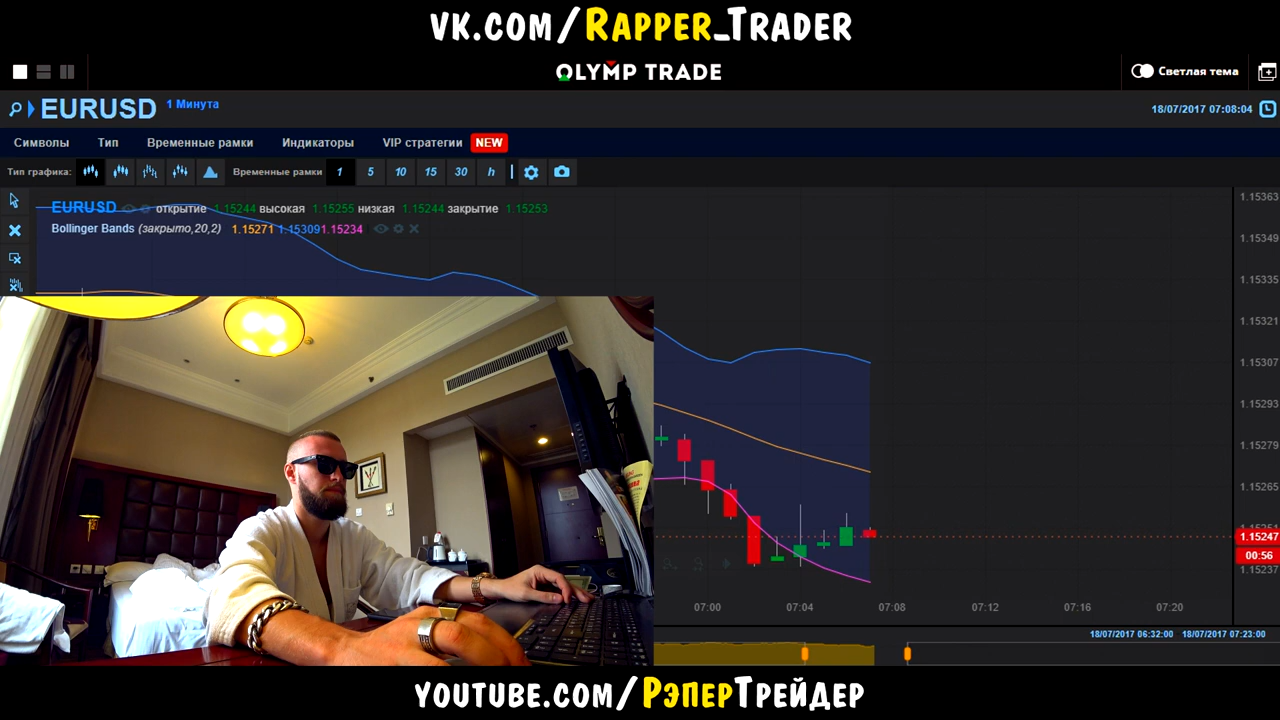 vk.com/Rapper_Trader
OLYMP TRADE
Светлая тема
EURUSD 1 Минута
18/07/2017 07:08:04
Символы Тип Временные рамки Индикаторы VIP стратегии NEW
Тип графика: Временные рамки 1 5 10 15 30 h
EURUSD открытие 1.15244 высокая 1.15255 низкая 1.15244 закрытие 1.15253
Bollinger Bands (закрыто,20,2) 1.15271 1.15309 1.15234
1.15363
1.15349
1.15335
1.15321
1.15307
1.15293
1.15279
1.15265
1.15251
1.15247
00:56
1.15237
07:00 07:04 07:08 07:12 07:16 07:20
18/07/2017 06:32:00 18/07/2017 07:23:00
youtube.com/РэперТрейдер